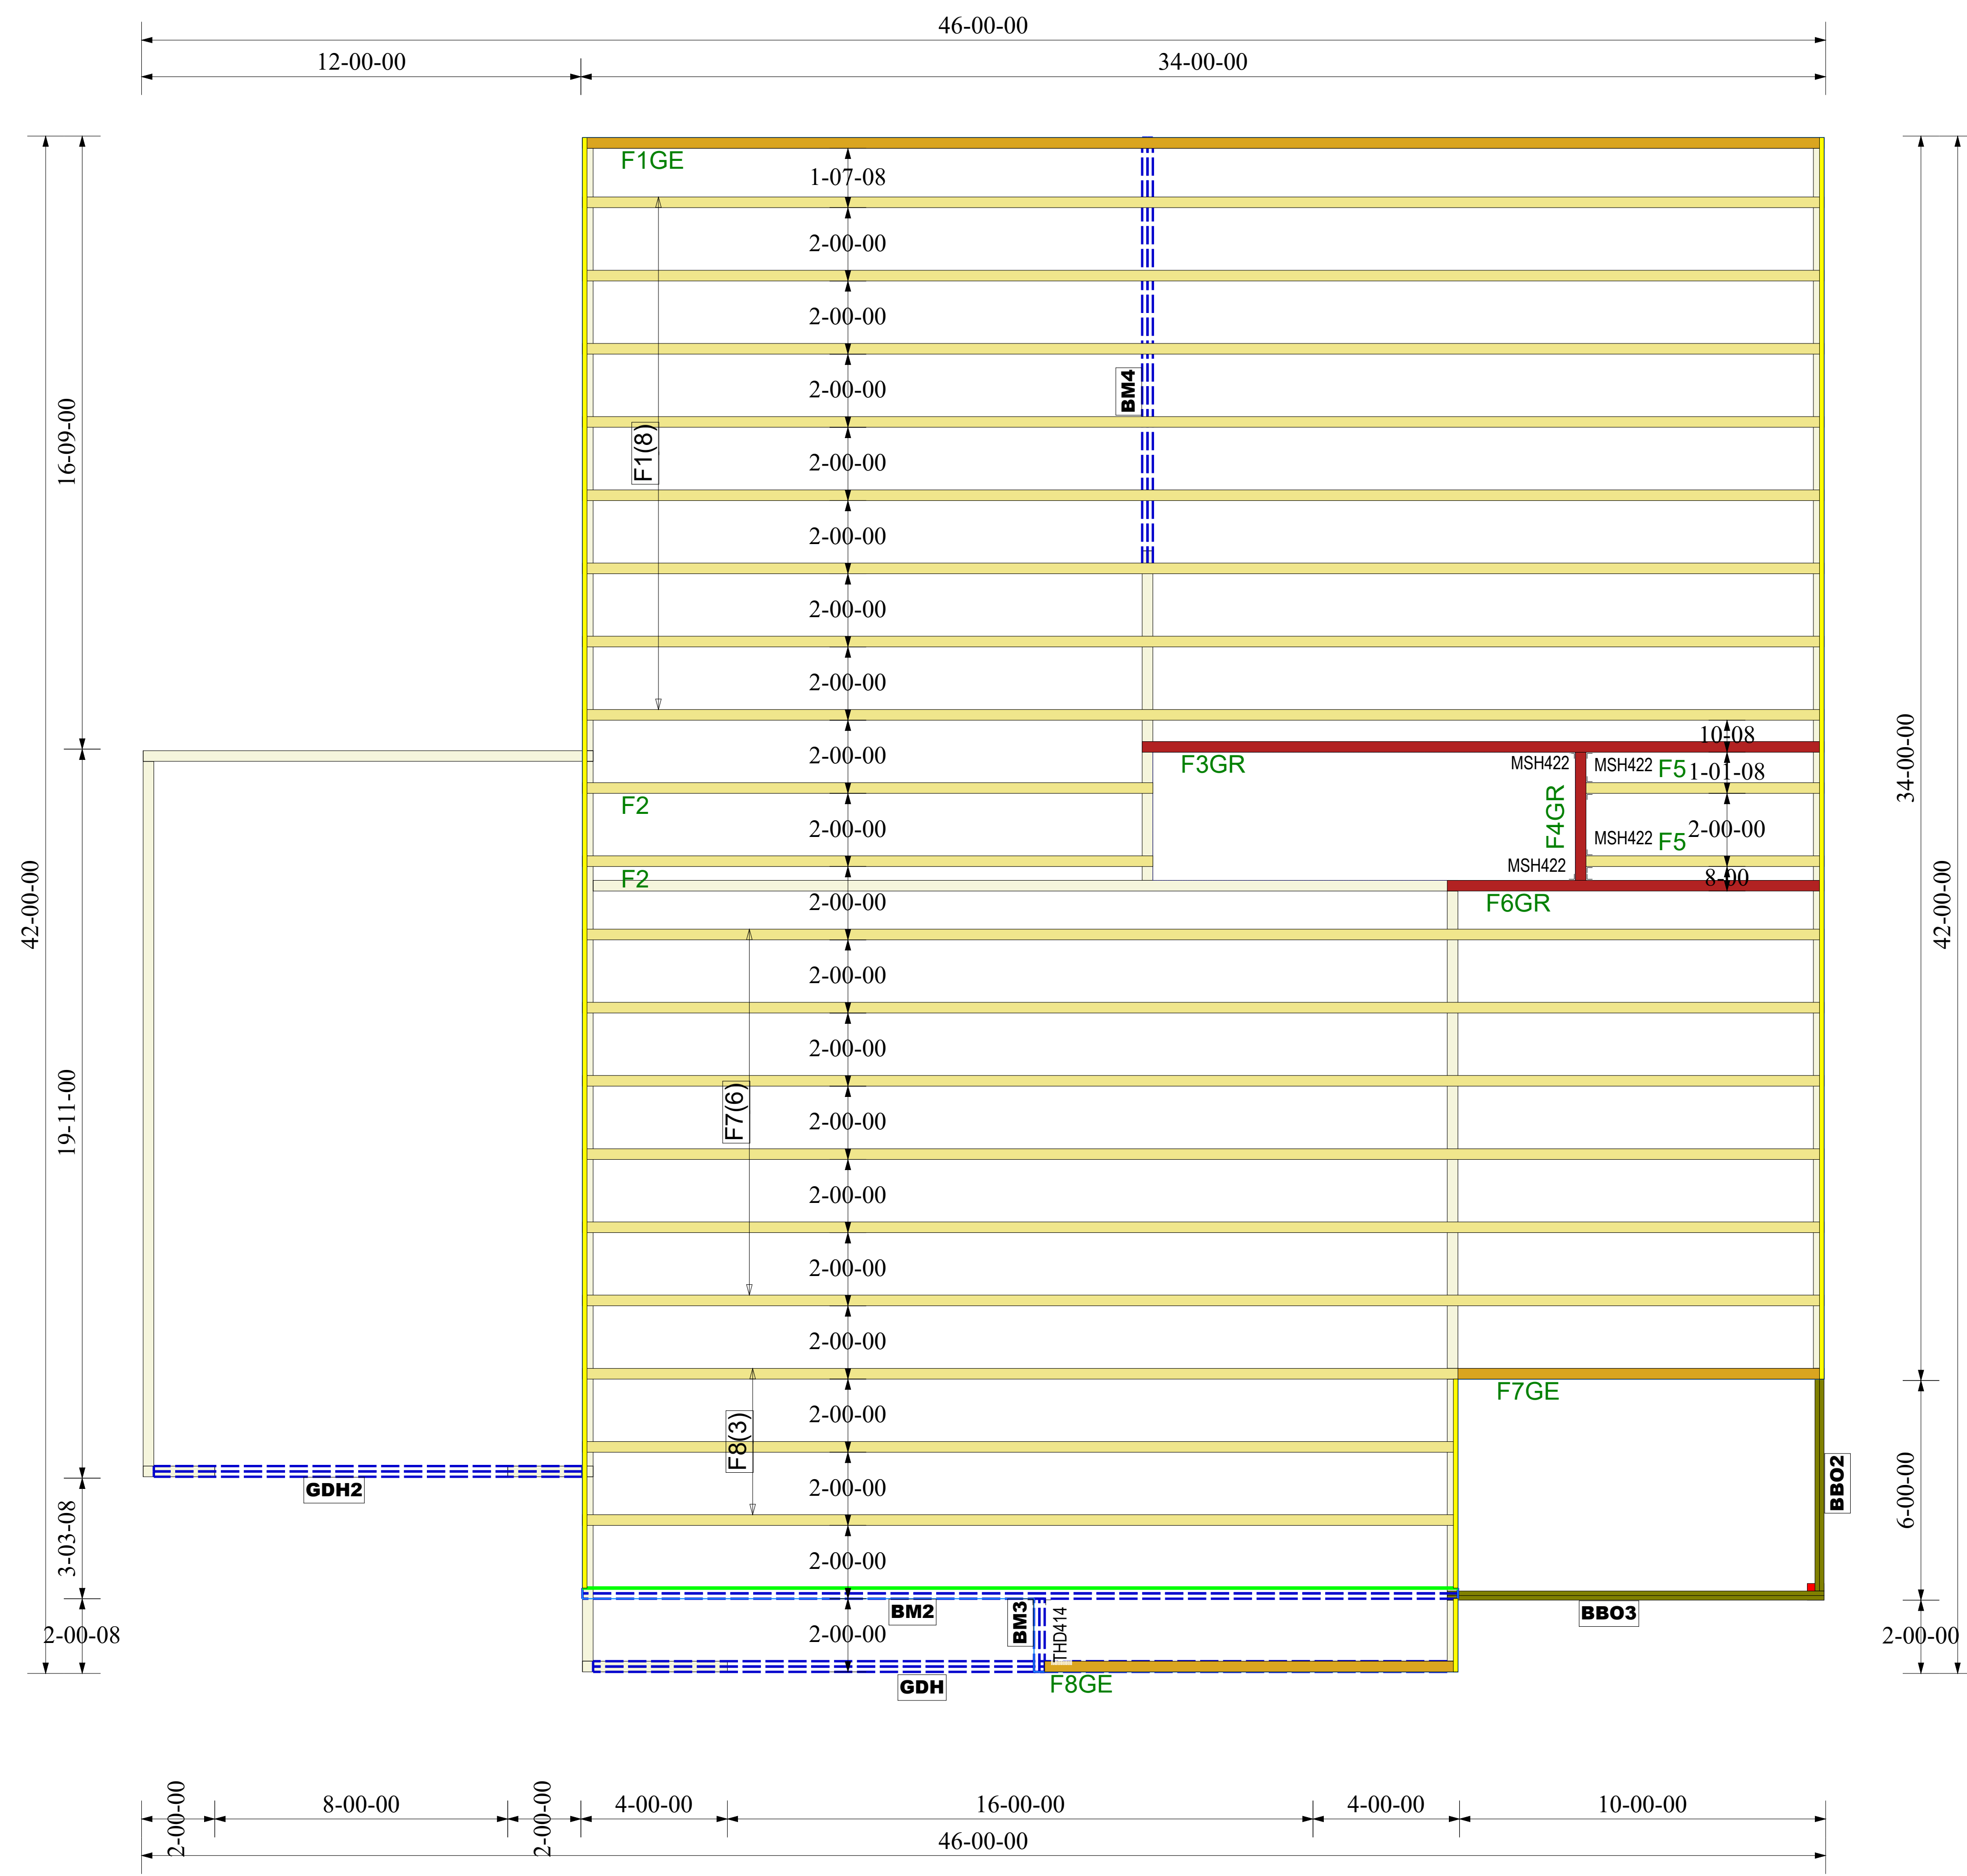 46-00-00
12-00-00
34-00-00
F1GE
1-07-08
2-00-00
2-00-00
2-00-00
BM4
16-09-00
F1(8)
2-00-00
2-00-00
2-00-00
2-00-00
2-00-00
10-08
34-00-00
F3GR
MSH422
MSH422
F5
1-01-08
F2
F4GR
2-00-00
MSH422
F5
2-00-00
MSH422
F2
8-00
42-00-00
42-00-00
2-00-00
F6GR
2-00-00
2-00-00
19-11-00
F7(6)
2-00-00
2-00-00
2-00-00
2-00-00
F7GE
2-00-00
F8(3)
GDH2
2-00-00
BBO2
6-00-00
3-03-08
2-00-00
BM2
BM3
THD414
BBO3
2-00-08
2-00-00
2-00-00
GDH
F8GE
2-00-00
8-00-00
2-00-00
4-00-00
16-00-00
4-00-00
10-00-00
46-00-00